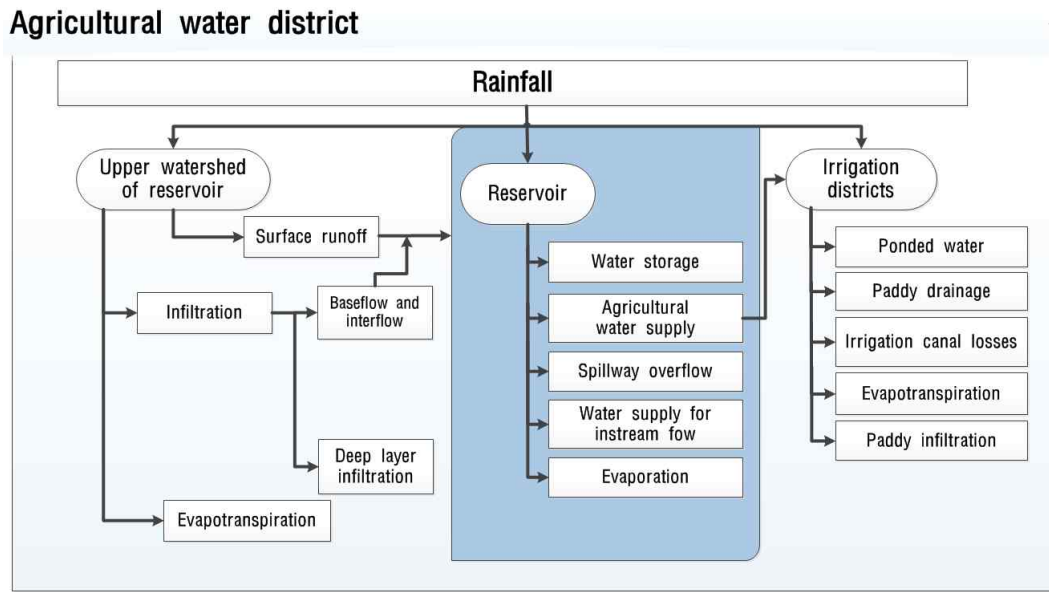 Agricultural water district
Rainfall
Upper watershed
of reservoir
Surface runoff
Infiltration
Baseflow and
interflow
Deep layer
infiltration
Evapotranspiration
Reservoir
Water storage
Agricultural
water supply
Spillway overflow
Water supply for
instream fow
Evaporation
Irrigation
districts
Ponded water
Paddy drainage
Irrigation canal losses
Evapotranspiration
Paddy infiltration